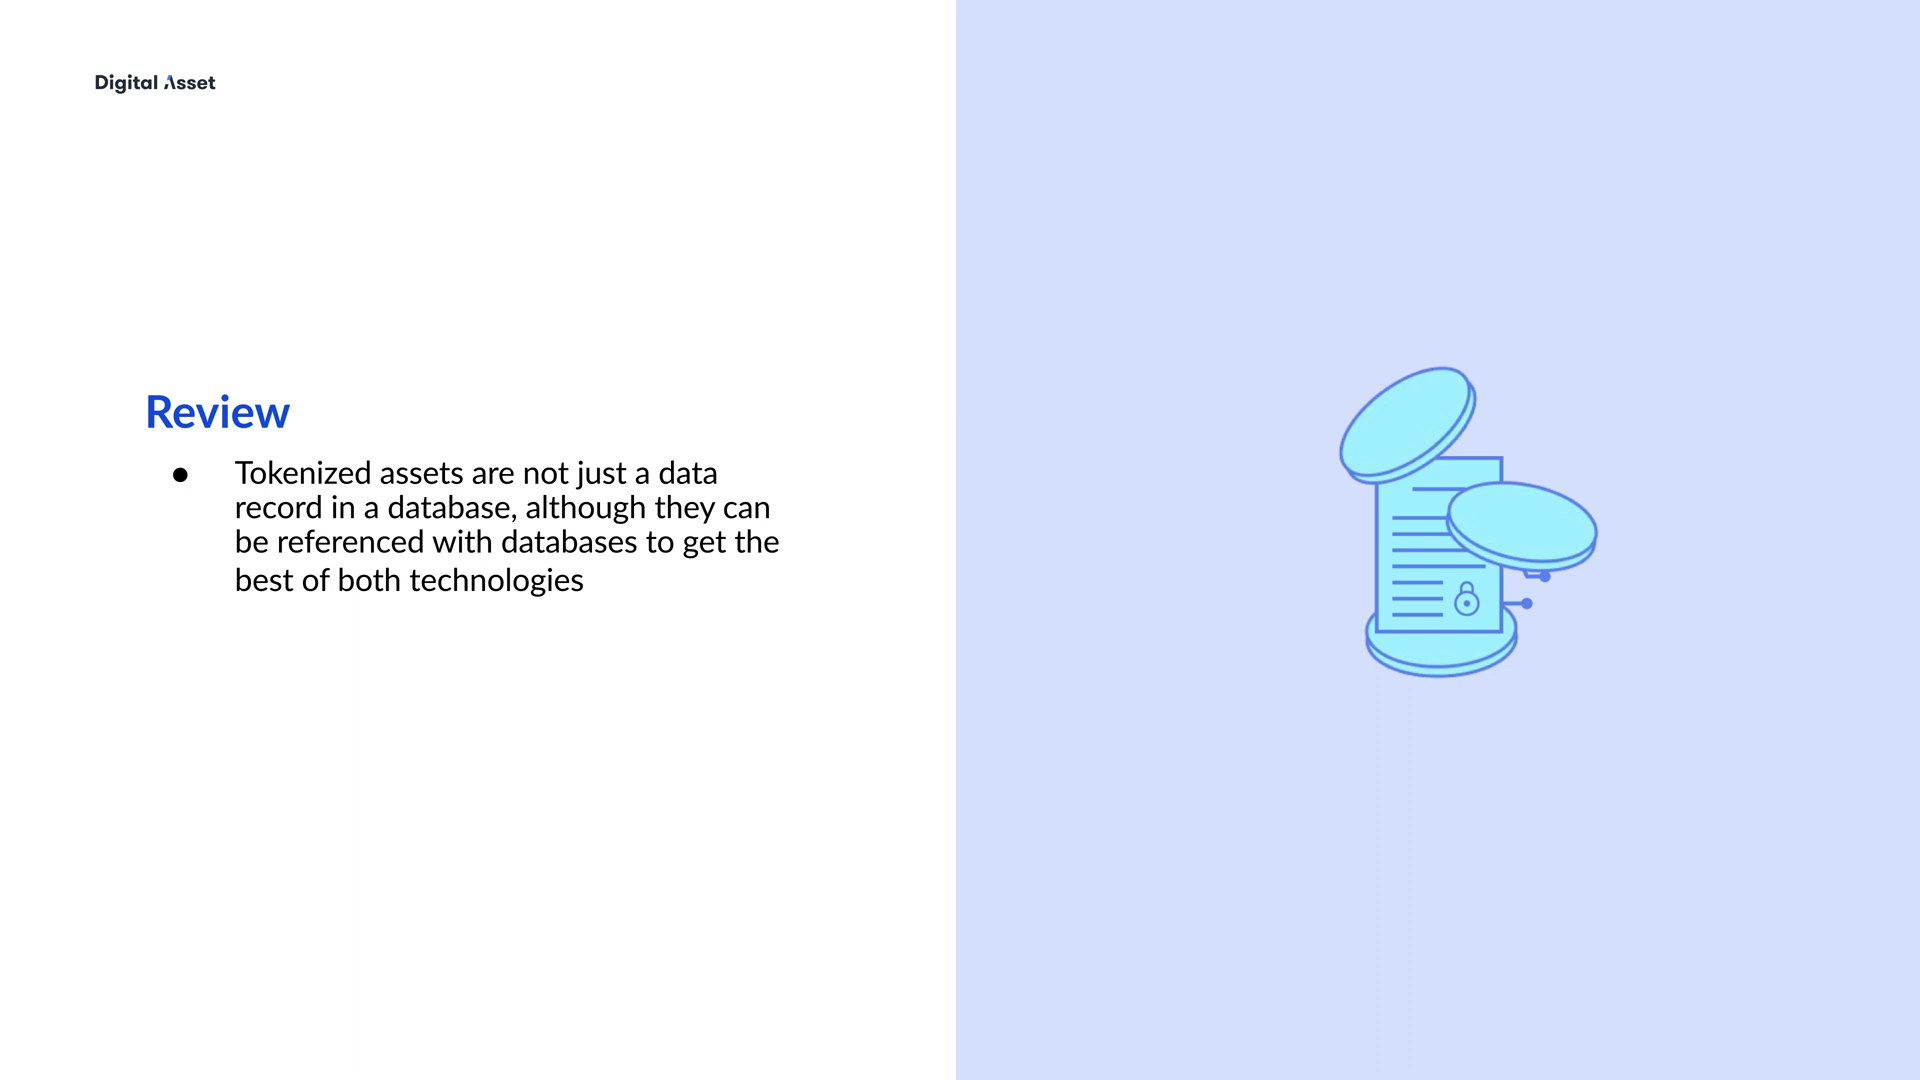 Digital Asset
Review
● Tokenized assets are not just a data
record in a database, although they can
be referenced with databases to get the
best of both technologies